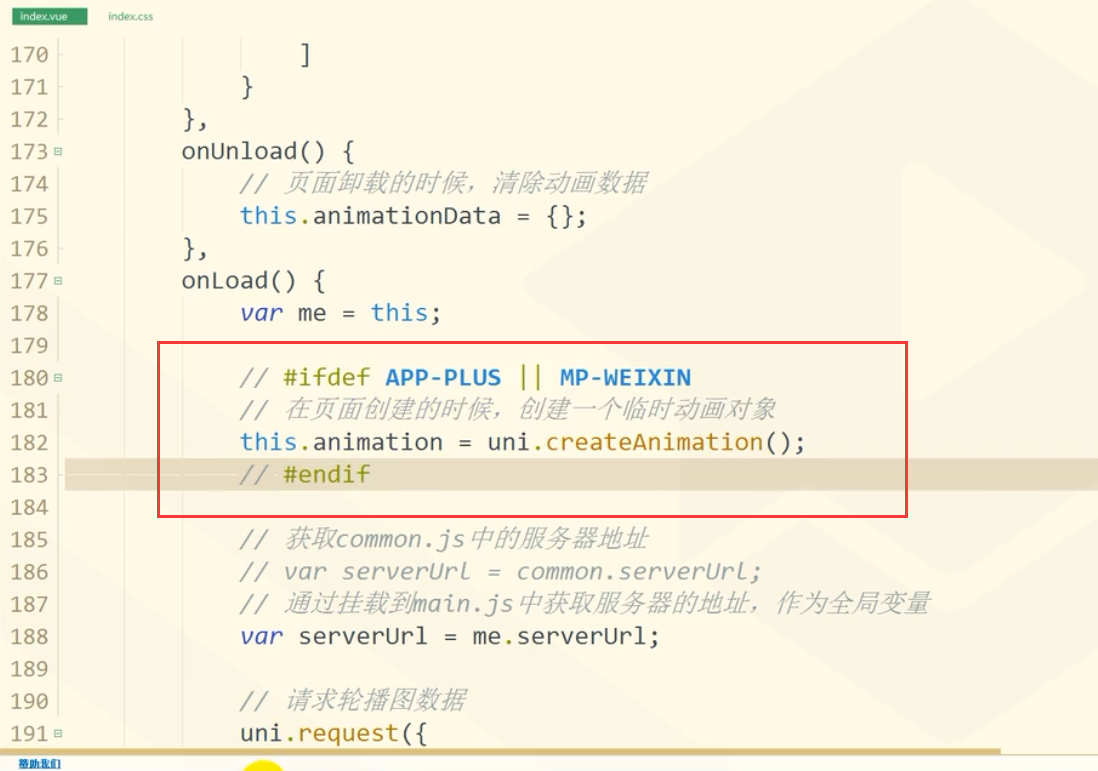 index.vue index.css
170 ]
171 }
172 },
173 onUnload() {
174 // 页面卸载的时候，清除动画数据
175 this.animationData = {};
176 },
177 onLoad() {
178 var me = this;
179
180 // #ifdef APP-PLUS || MP-WEIXIN
181 // 在页面创建的时候，创建一个临时动画对象
182 this.animation = uni.createAnimation();
183 // #endif
184
185 // 获取common.js中的服务器地址
186 // var serverUrl = common.serverUrl;
187 // 通过挂载到main.js中获取服务器的地址，作为全局变量
188 var serverUrl = me.serverUrl;
189
190 // 请求轮播图数据
191 uni.request({
赞助我们